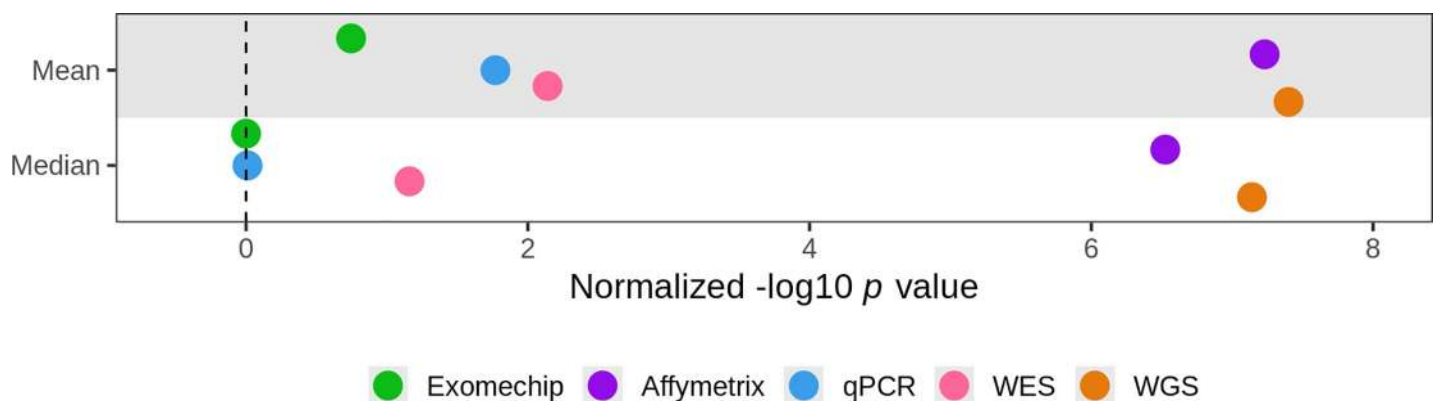 Mean
Median
0 2 4 6 8
Normalized -log10 p value
Exomechip Affymetrix qPCR WES WGS